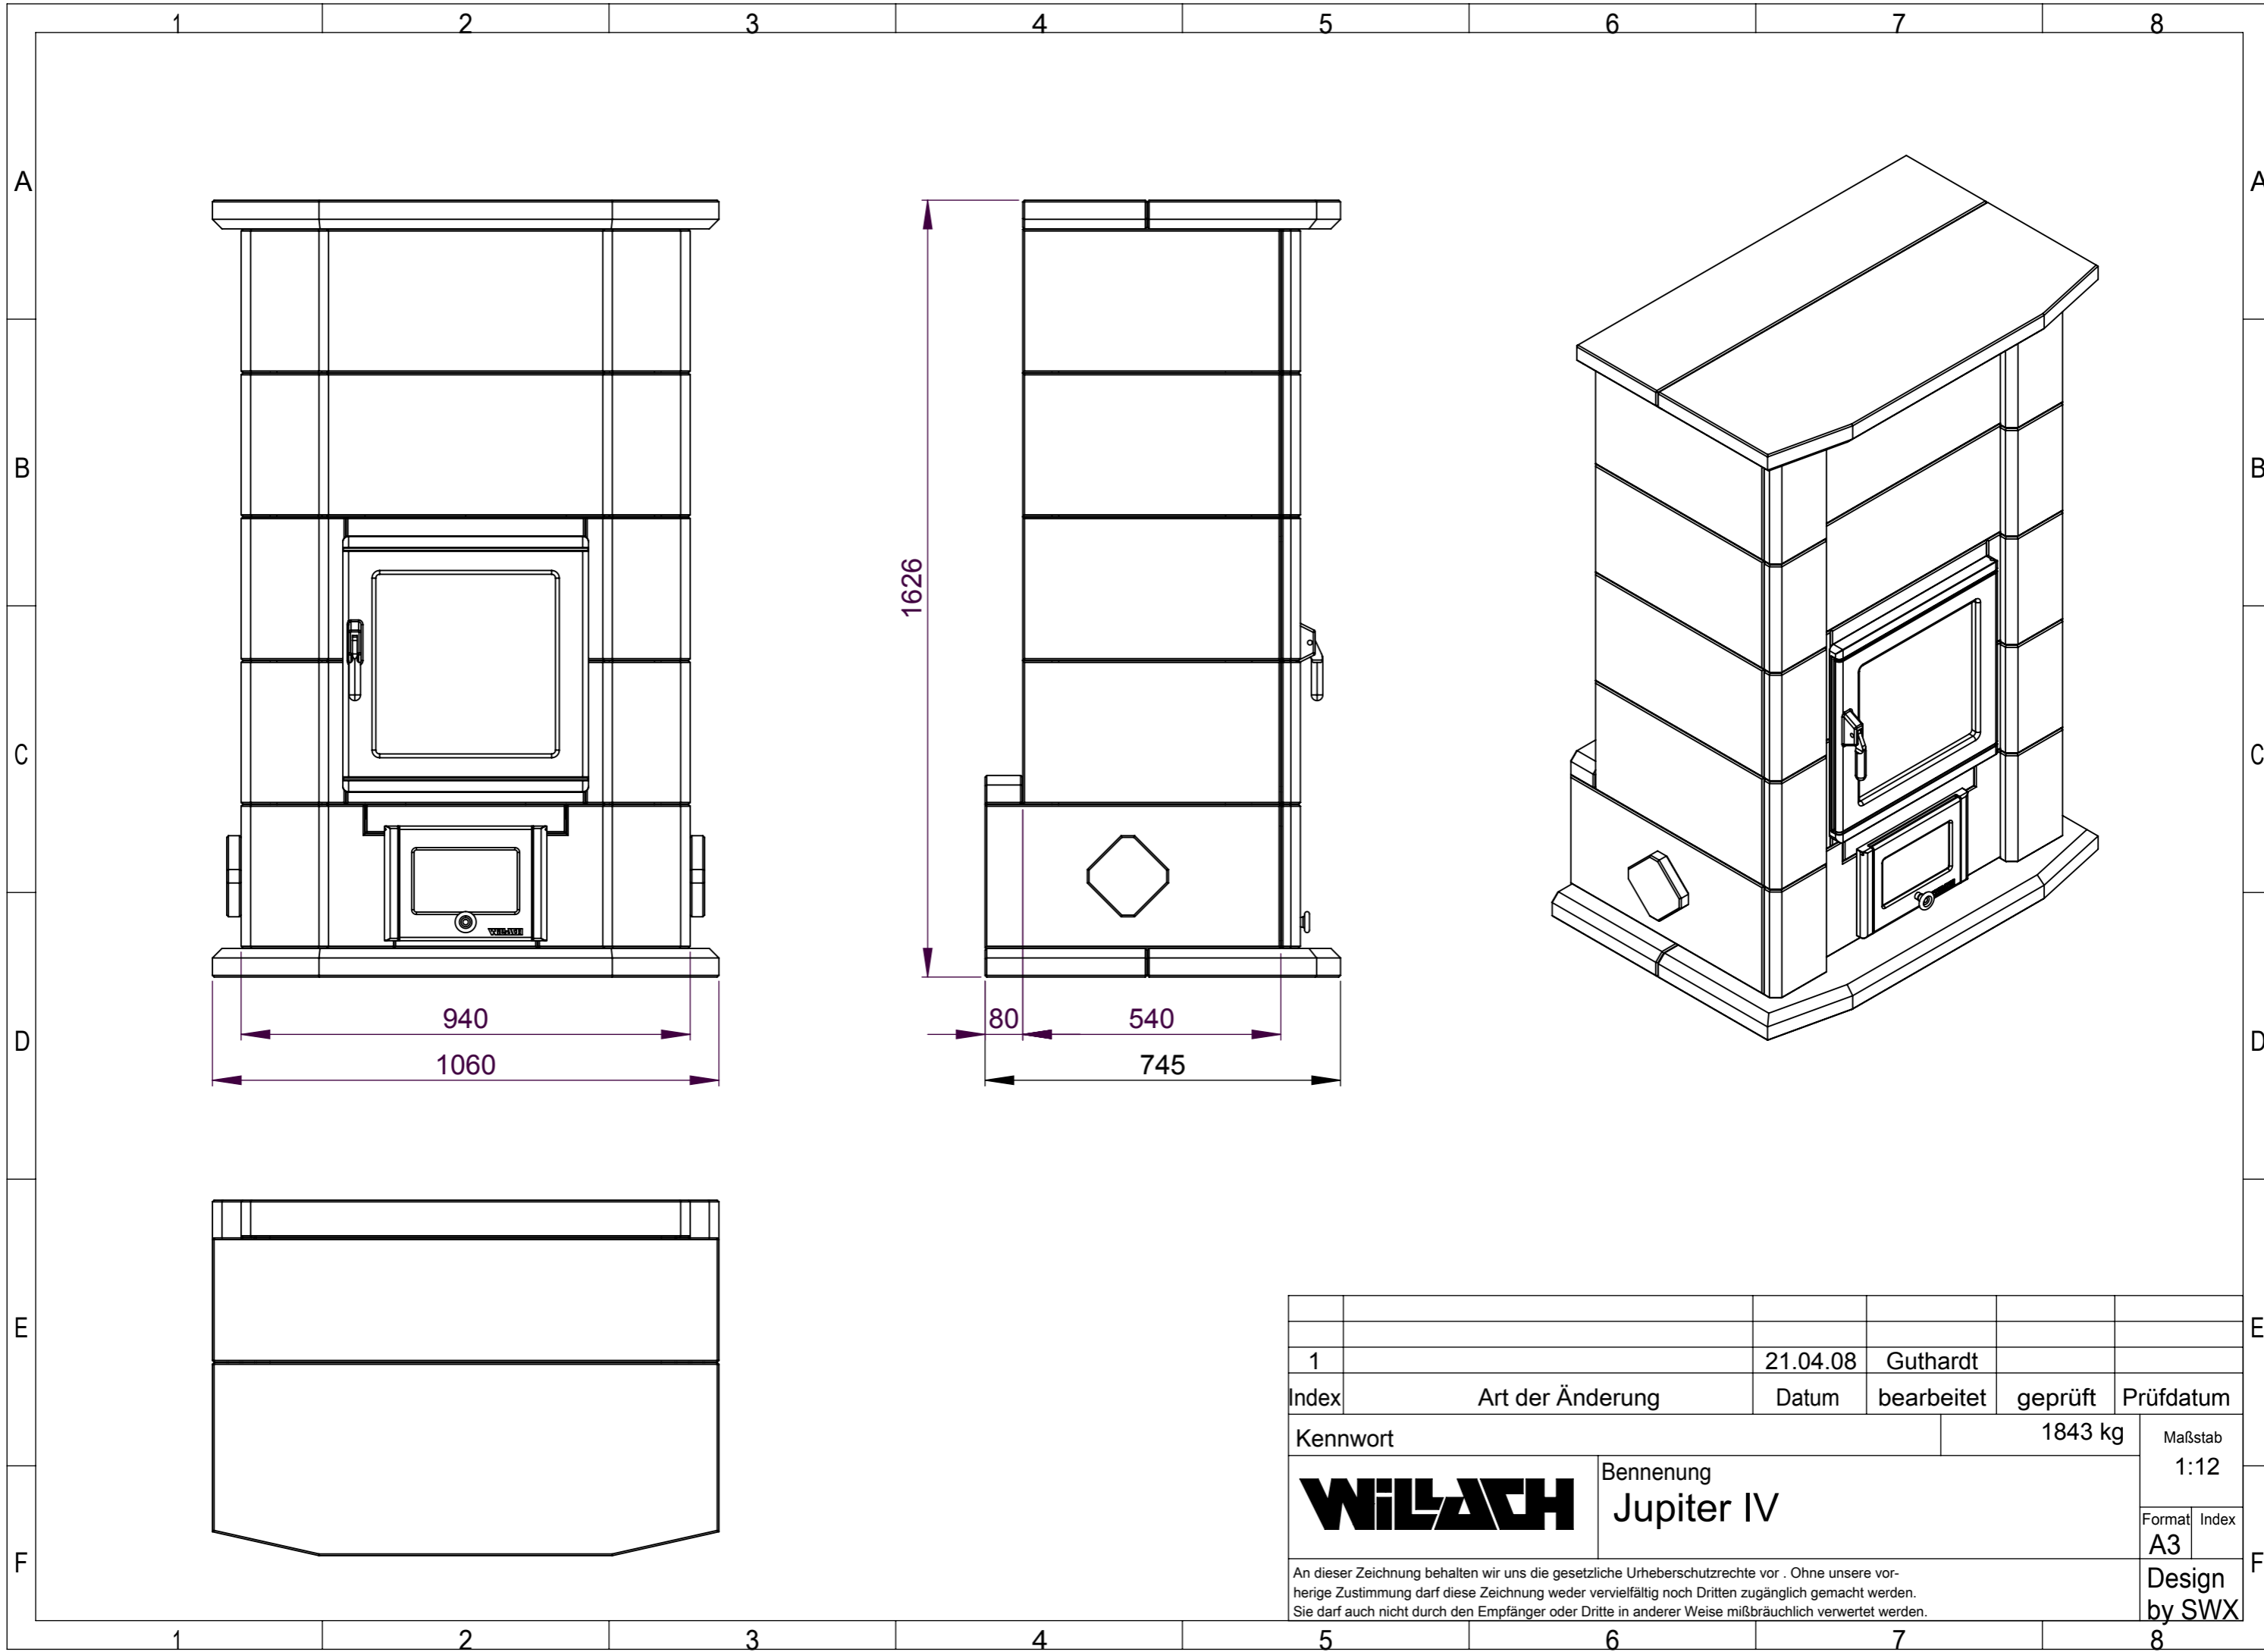 1 2 3 4 5 6 7 8
A A
B B
C C
D D
E E
F F
WILLACH
940
1060
1626
80 540
745
1 21.04.08 Guthardt
Index Art der Änderung Datum bearbeitet geprüft Prüfdatum
Kennwort 1843 kg
Maßstab
1:12
WiLLACH
Bennenung
Jupiter IV
Format Index
A3
An dieser Zeichnung behalten wir uns die gesetzliche Urheberschutzrechte vor . Ohne unsere vor-
herige Zustimmung darf diese Zeichnung weder vervielfältig noch Dritten zugänglich gemacht werden.
Sie darf auch nicht durch den Empfänger oder Dritte in anderer Weise mißbräuchlich verwertet werden.
Design
by SWX
1 2 3 4 5 6 7 8